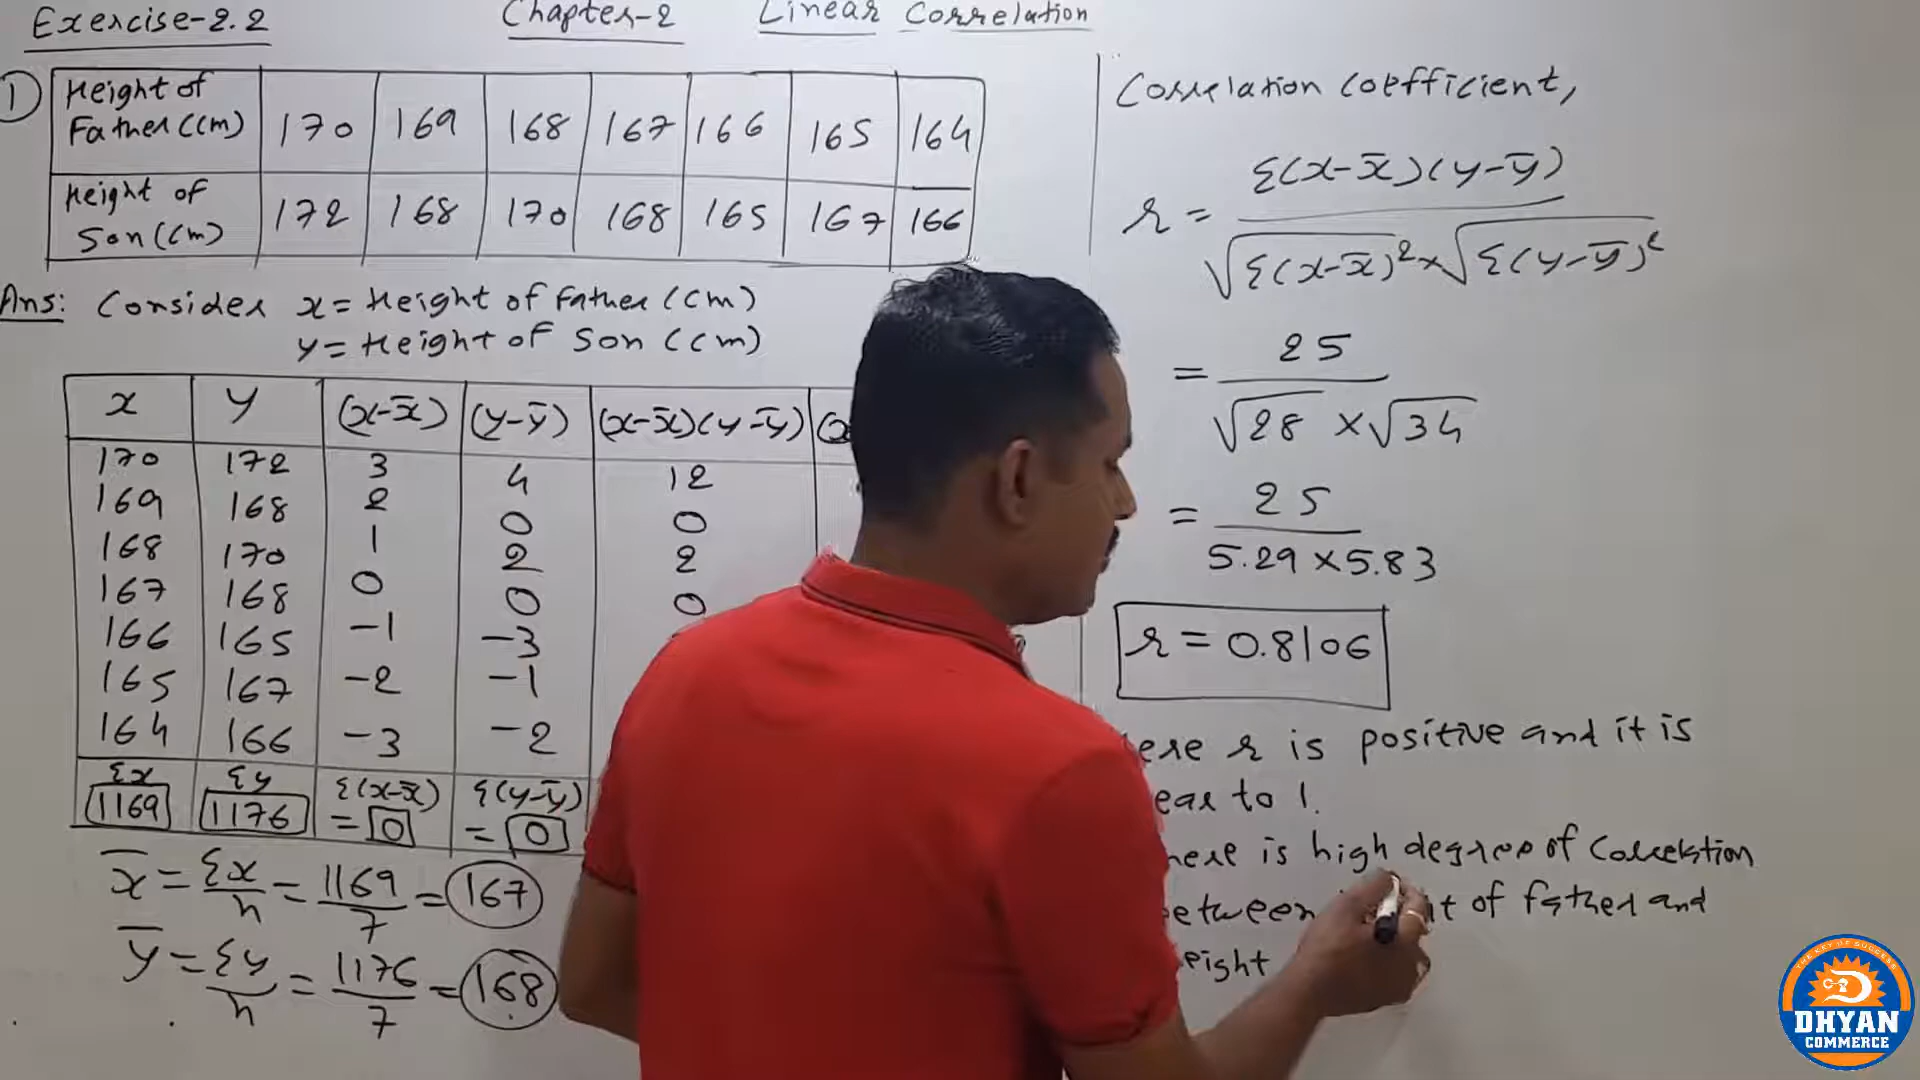 Exercise-2.2
Chapter-2 Linear Correlation
1
Height of Father (cm) 170 169 168 167 166 165 164
Height of Son (cm) 172 168 170 168 165 167 166
Ans: Consider x = Height of Father (cm)
y = Height of Son (cm)
x y (x-x̄) (y-ȳ) (x-x̄)(y-ȳ)
170 172 3 4 12
169 168 2 0 0
168 170 1 2 2
167 168 0 0 0
166 165 -1 -3
165 167 -2 -1
164 166 -3 -2
Σx Σy Σ(x-x̄) Σ(y-ȳ)
1169 1176 = 0 = 0
x̄ = Σx/n = 1169/7 = 167
ȳ = Σy/n = 1176/7 = 168
Correlation coefficient,
r = Σ(x-x̄)(y-ȳ) / √Σ(x-x̄)² × √Σ(y-ȳ)²
= 25 / √28 × √34
= 25 / 5.29 × 5.83
r = 0.8106
r is positive and it is
to 1.
is high degree of Correlation
of father and
THE KEY OF SUCCESS
DHYAN
COMMERCE